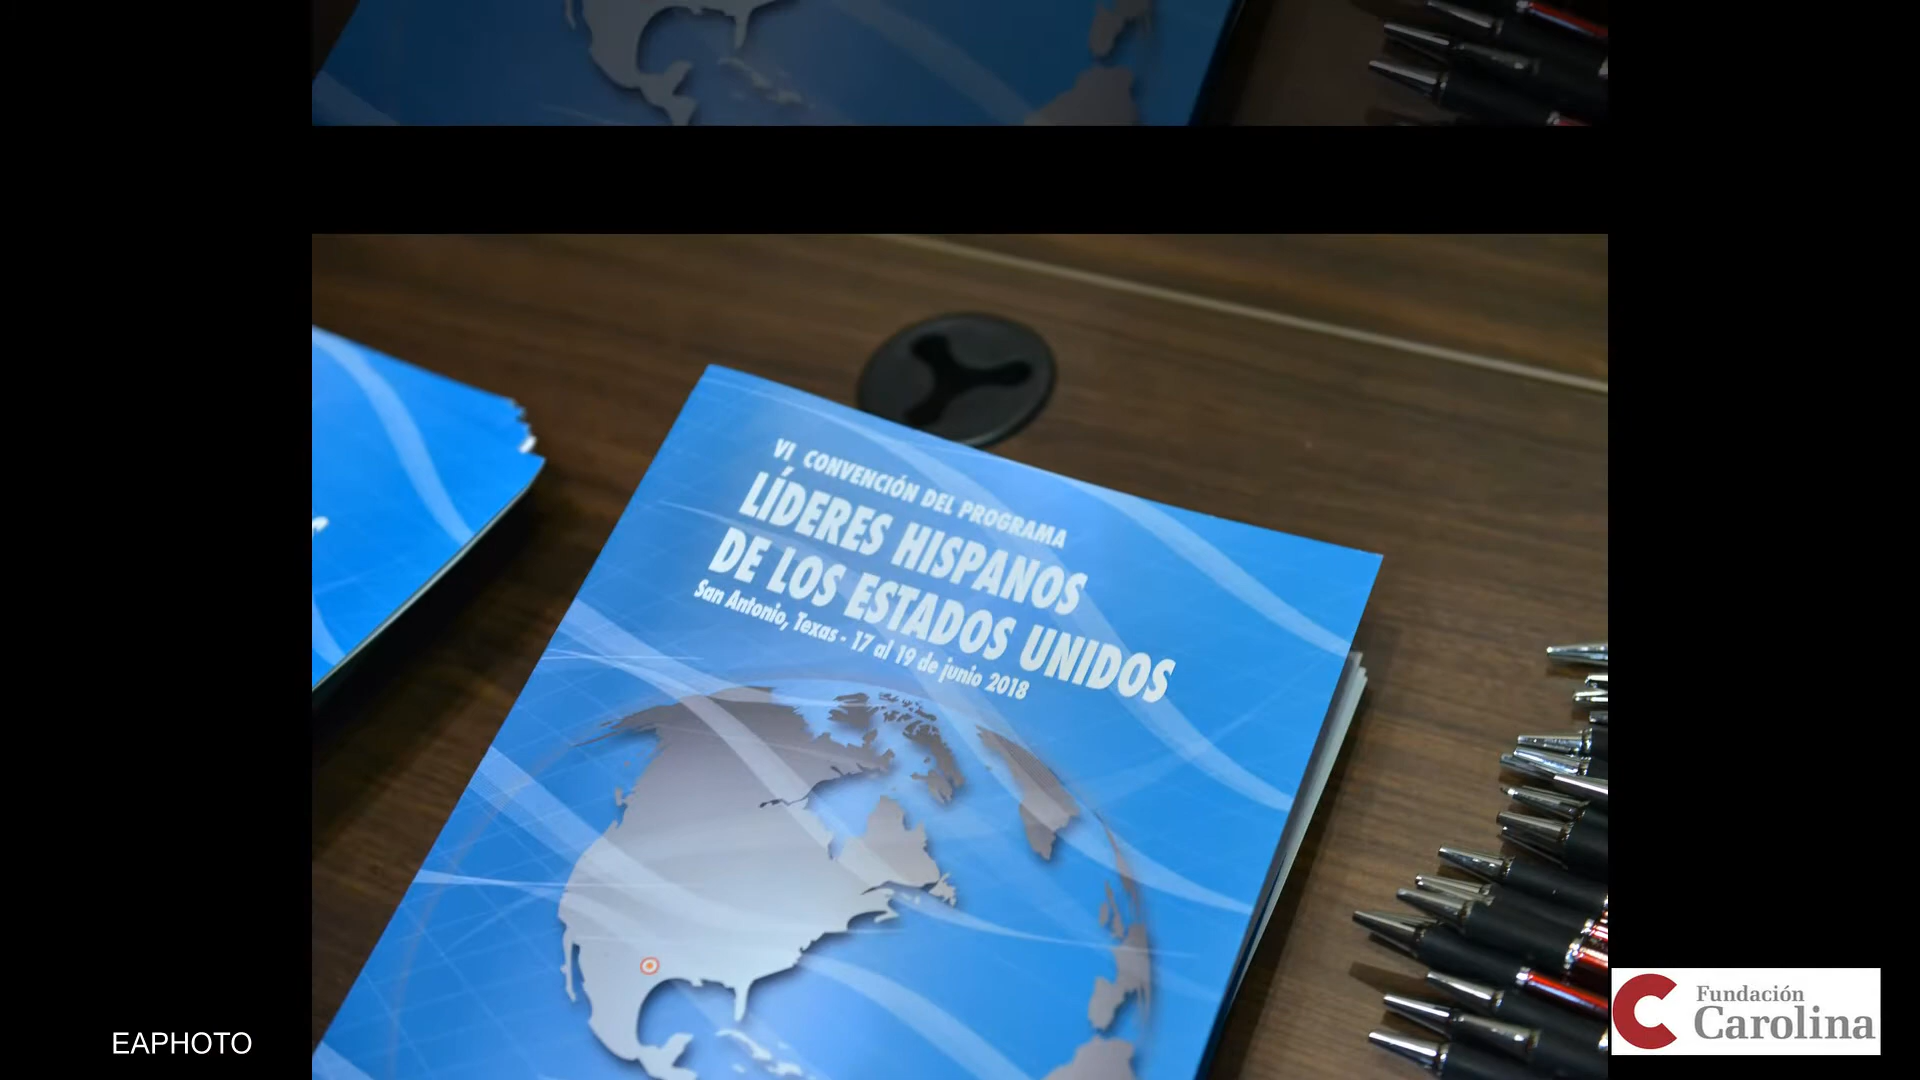 VI CONVENCIÓN DEL PROGRAMA
LÍDERES HISPANOS
DE LOS ESTADOS UNIDOS
San Antonio, Texas - 17 al 19 de junio 2018
EAPHOTO
Fundación
Carolina